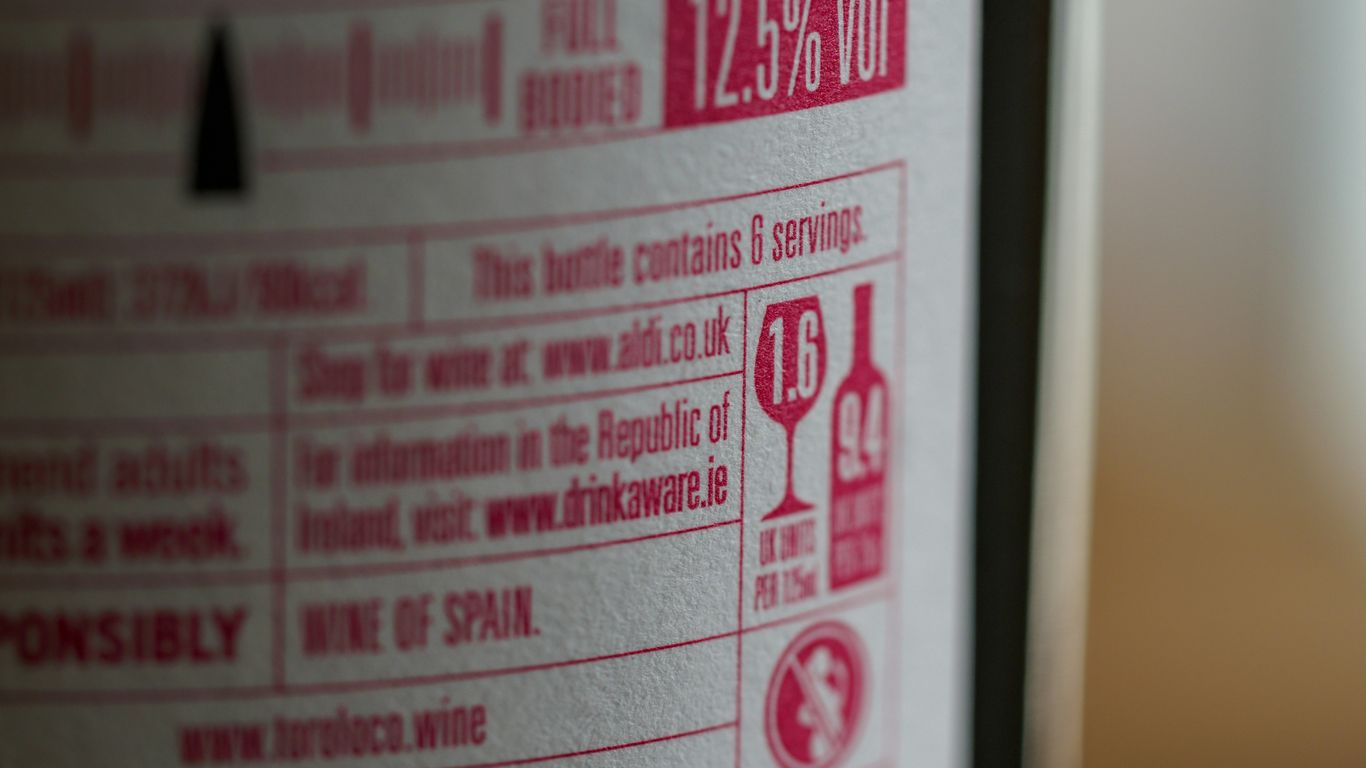 FULL
BODIED
12.5% Vol
This bottle contains 6 servings.
Shop for wine at: www.aldi.co.uk
For information in the Republic of
Ireland, visit: www.drinkaware.ie
adults
a week.
WINE OF SPAIN.
www.toroloco.wine
1.6
UK UNITS
PER 125ml
9.4